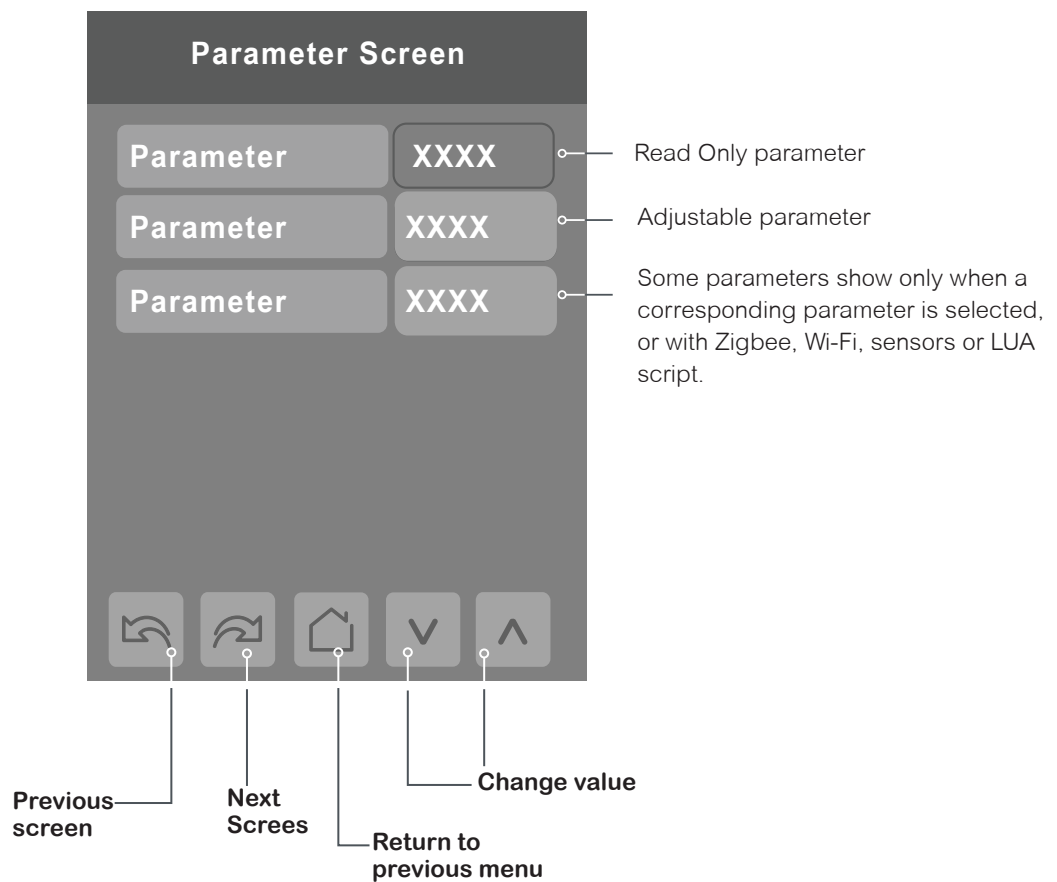 Parameter Screen
Parameter XXXX
Read Only parameter
Parameter XXXX
Adjustable parameter
Parameter XXXX
Some parameters show only when a
corresponding parameter is selected,
or with Zigbee, Wi-Fi, sensors or LUA
script.
Previous
screen
Next
Screes
Return to
previous menu
Change value